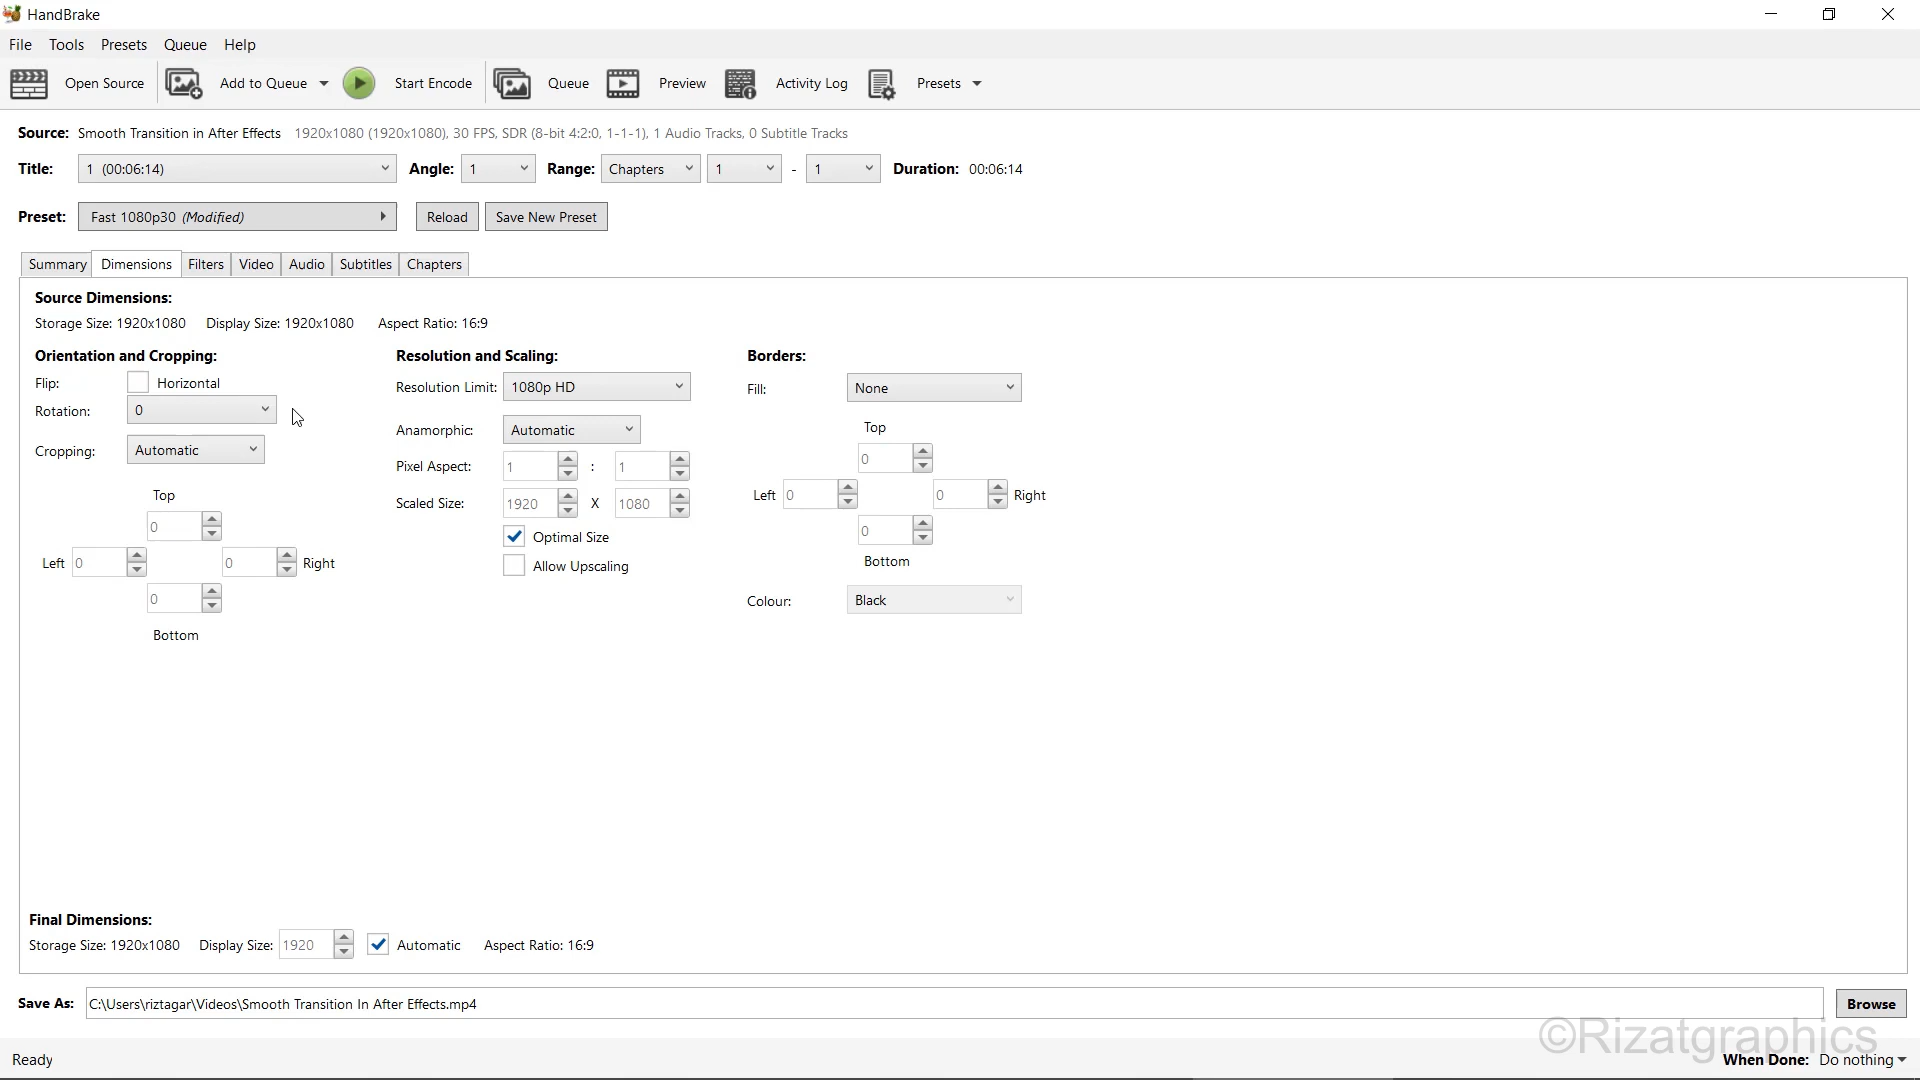 HandBrake
File Tools Presets Queue Help
Open Source Add to Queue Start Encode Queue Preview Activity Log Presets
Source: Smooth Transition in After Effects 1920x1080 (1920x1080), 30 FPS, SDR (8-bit 4:2:0, 1-1-1), 1 Audio Tracks, 0 Subtitle Tracks
Title: 1 (00:06:14) Angle: 1 Range: Chapters 1 - 1 Duration: 00:06:14
Preset: Fast 1080p30 (Modified) Reload Save New Preset
Summary Dimensions Filters Video Audio Subtitles Chapters
Source Dimensions:
Storage Size: 1920x1080 Display Size: 1920x1080 Aspect Ratio: 16:9
Orientation and Cropping:
Flip: Horizontal
Rotation: 0
Cropping: Automatic
Top
0
Left 0 0 Right
0
Bottom
Resolution and Scaling:
Resolution Limit: 1080p HD
Anamorphic: Automatic
Pixel Aspect: 1 : 1
Scaled Size: 1920 X 1080
Optimal Size
Allow Upscaling
Borders:
Fill: None
Top
0
Left 0 0 Right
0
Bottom
Colour: Black
Final Dimensions:
Storage Size: 1920x1080 Display Size: 1920 Automatic Aspect Ratio: 16:9
Save As: C:\Users\riztagar\Videos\Smooth Transition In After Effects.mp4 Browse
©Rizatgraphics
Ready When Done: Do nothing